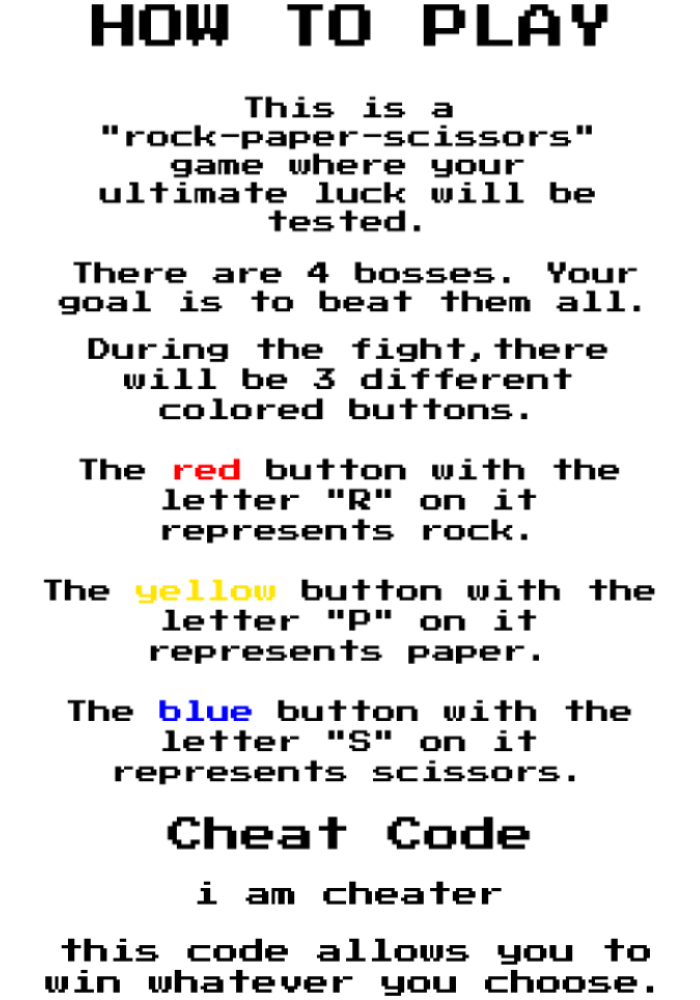 HOW TO PLAY
This is a
"rock-paper-scissors"
game where your
ultimate luck will be
tested.
There are 4 bosses. Your
goal is to beat them all.
During the fight,there
will be 3 different
colored buttons.
The red button with the
letter "R" on it
represents rock.
The yellow button with the
letter "P" on it
represents paper.
The blue button with the
letter "S" on it
represents scissors.
Cheat Code
i am cheater
this code allows you to
win whatever you choose.